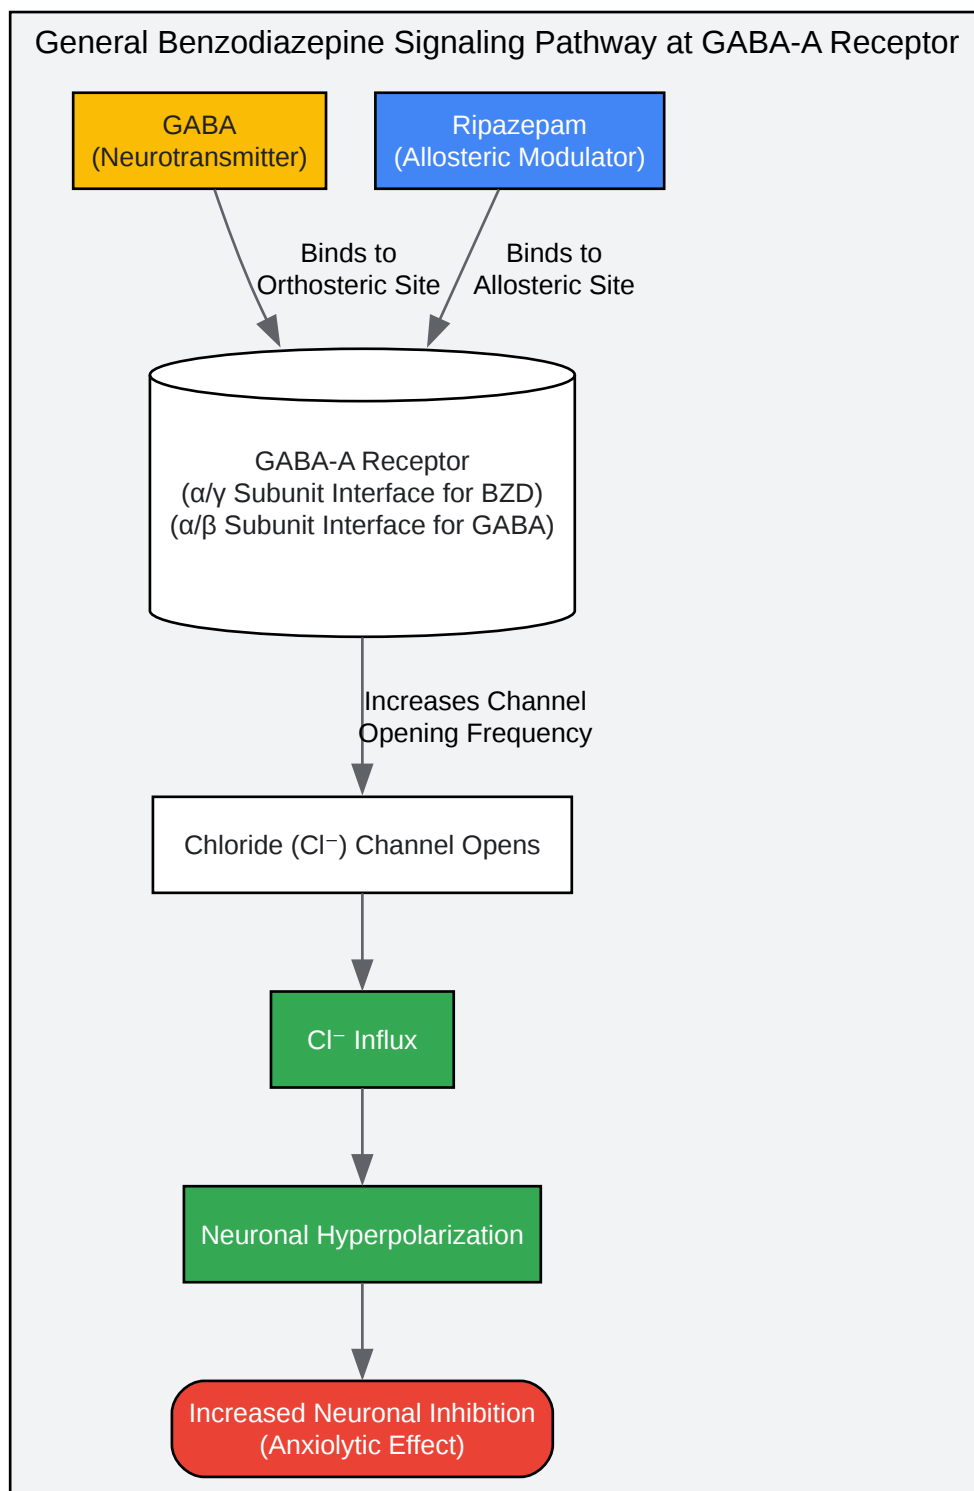 General Benzodiazepine Signaling Pathway at GABA-A Receptor
GABA
(Neurotransmitter)
Ripazepam
(Allosteric Modulator)
Binds to
Orthosteric Site
Binds to
Allosteric Site
GABA-A Receptor
(α/γ Subunit Interface for BZD)
(α/β Subunit Interface for GABA)
Increases Channel
Opening Frequency
Chloride (Cl⁻) Channel Opens
Cl⁻ Influx
Neuronal Hyperpolarization
Increased Neuronal Inhibition
(Anxiolytic Effect)